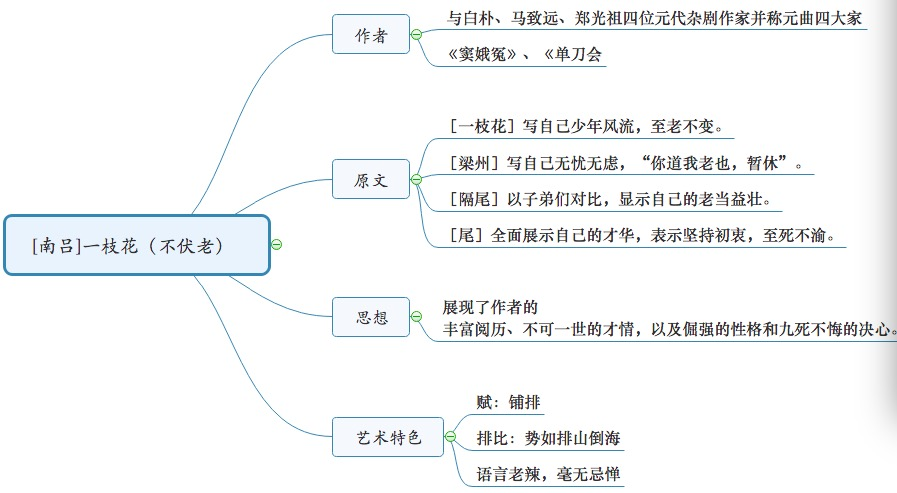 [南吕]一枝花（不伏老）
作者
与白朴、马致远、郑光祖四位元代杂剧作家并称元曲四大家
《窦娥冤》、《单刀会
原文
［一枝花］写自己少年风流，至老不变。
［梁州］写自己无忧无虑，“你道我老也，暂休”。
［隔尾］以子弟们对比，显示自己的老当益壮。
［尾］全面展示自己的才华，表示坚持初衷，至死不渝。
思想
展现了作者的
丰富阅历、不可一世的才情，以及倔强的性格和九死不悔的决心。
艺术特色
赋：铺排
排比：势如排山倒海
语言老辣，毫无忌惮